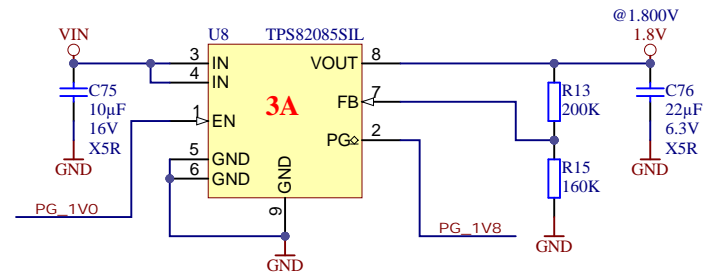 @1.800V
VIN U8 TPS82085SIL 1.8V
3 IN VOUT 8
4 IN
C75 10µF 16V X5R
3A
FB 7
R13 200K
C76 22µF 6.3V X5R
1 EN
PG 2
5 GND
6 GND
GND
9
R15 160K
GND
GND
PG_1V0
PG_1V8
GND
GND